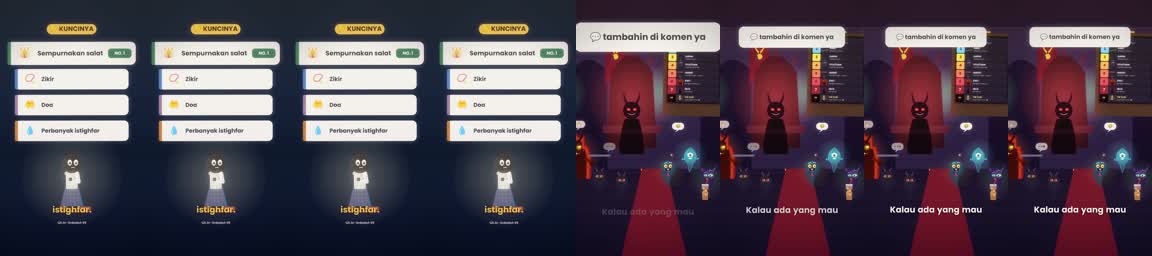 KUNCINYA
Sempurnakan salat NO. 1
Zikir
Doa
Perbanyak istighfar
istighfar.
KUNCINYA
Sempurnakan salat NO. 1
Zikir
Doa
Perbanyak istighfar
istighfar.
KUNCINYA
Sempurnakan salat NO. 1
Zikir
Doa
Perbanyak istighfar
istighfar.
KUNCINYA
Sempurnakan salat NO. 1
Zikir
Doa
Perbanyak istighfar
istighfar.
tambahin di komen ya
Kalau ada yang mau
tambahin di komen ya
Kalau ada yang mau
tambahin di komen ya
Kalau ada yang mau
tambahin di komen ya
Kalau ada yang mau